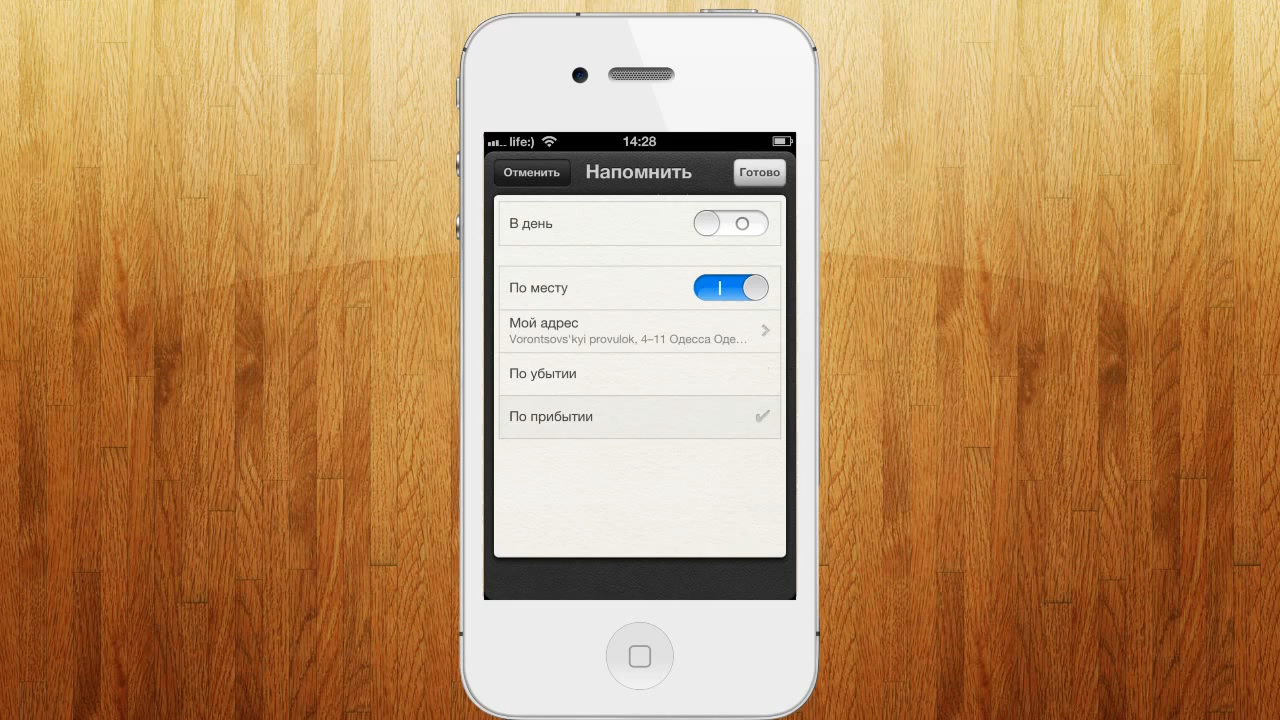 life:) 14:28
Отменить Напомнить Готово
В день
По месту
Мой адрес
Vorontsovs'kyi provulok, 4–11 Одесса Оде...
По убытии
По прибытии